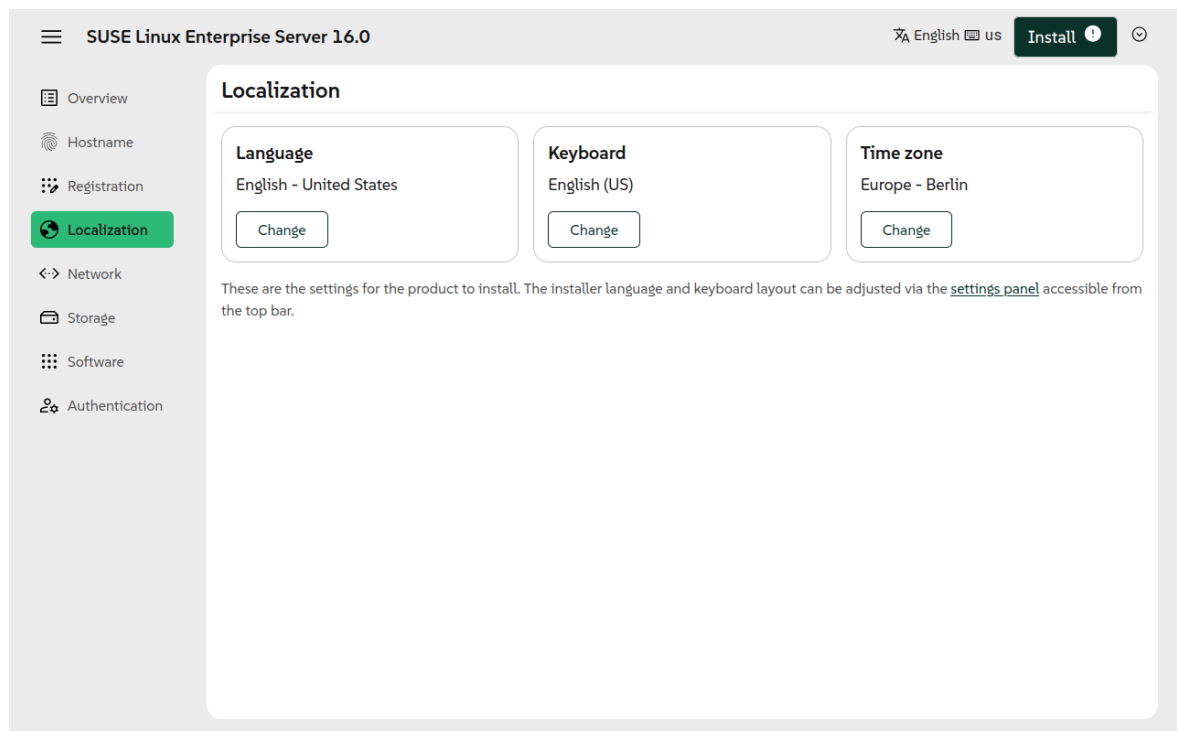 SUSE Linux Enterprise Server 16.0
English us
Install
Overview
Hostname
Registration
Localization
Network
Storage
Software
Authentication
Localization
Language
English - United States
Change
Keyboard
English (US)
Change
Time zone
Europe - Berlin
Change
These are the settings for the product to install. The installer language and keyboard layout can be adjusted via the settings panel accessible from
the top bar.